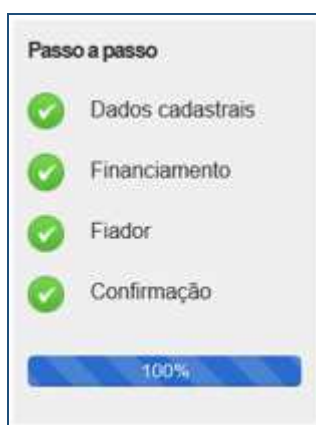 Passo a passo
Dados cadastrais
Financiamento
Fiador
Confirmação
100%